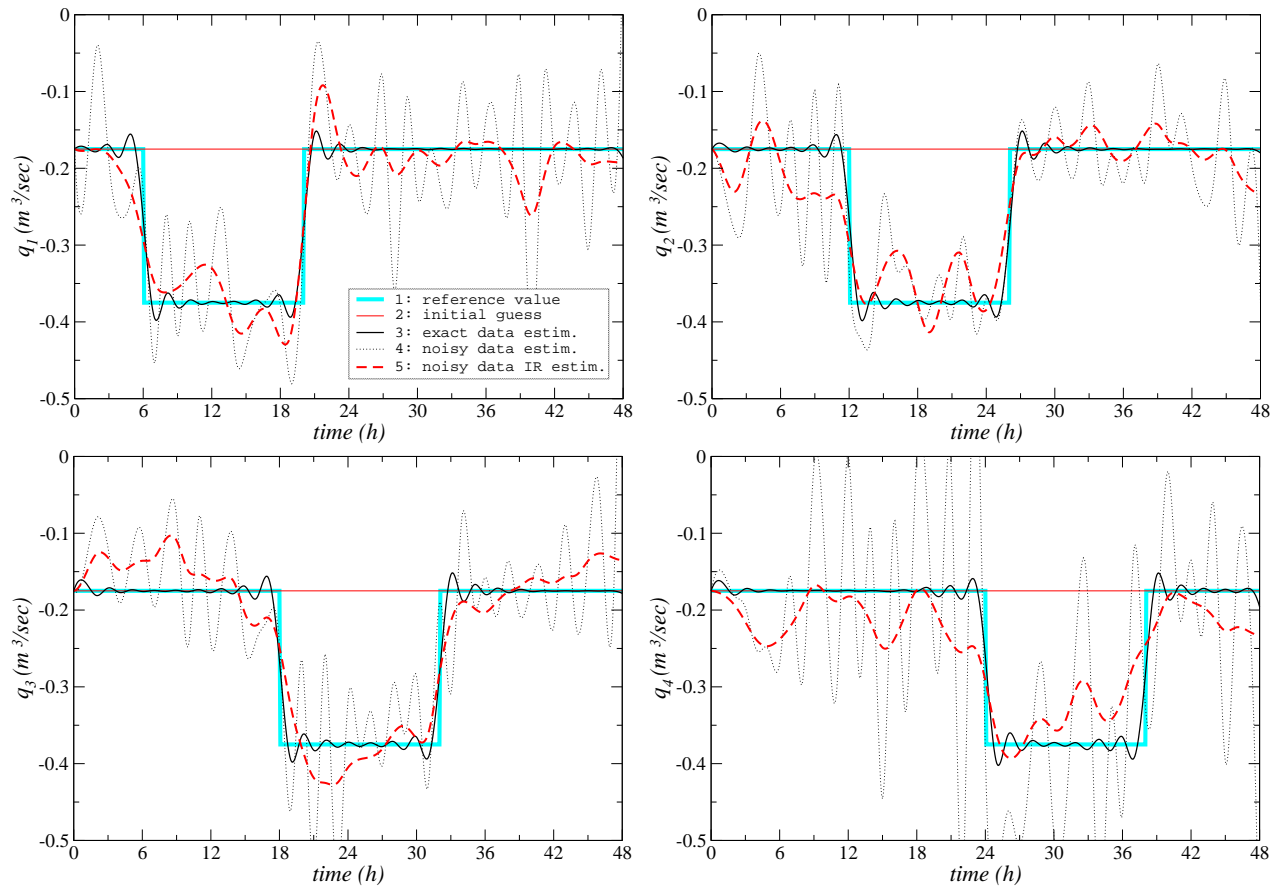 0
-0.1
-0.2
-0.3
-0.4
-0.5
q1 (m³/sec)
1: reference value
2: initial guess
3: exact data estim.
4: noisy data estim.
5: noisy data IR estim.
0 6 12 18 24 30 36 42 48
time (h)
0
-0.1
-0.2
-0.3
-0.4
-0.5
q2 (m³/sec)
0 6 12 18 24 30 36 42 48
time (h)
0
-0.1
-0.2
-0.3
-0.4
-0.5
q3 (m³/sec)
0 6 12 18 24 30 36 42 48
time (h)
0
-0.1
-0.2
-0.3
-0.4
-0.5
q4 (m³/sec)
0 6 12 18 24 30 36 42 48
time (h)